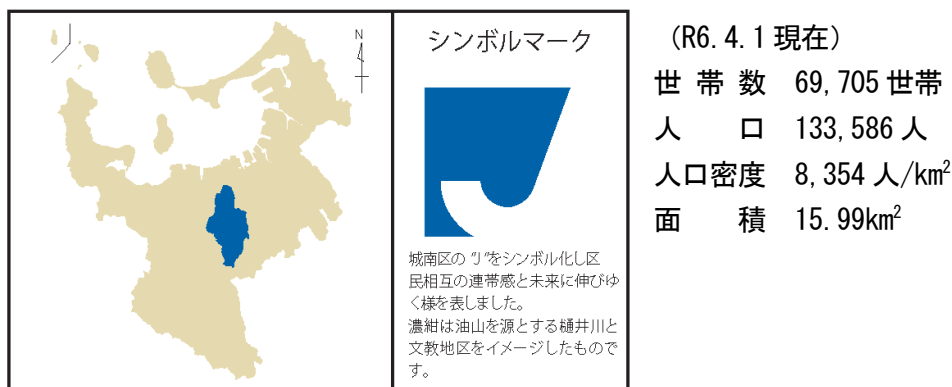 N
シンボルマーク
城南区の“J”をシンボル化し区
民相互の連帯感と未来に伸びゆ
く様を表しました。
濃紺は油山を源とする樋井川と
文教地区をイメージしたもので
す。
（R6.4.1現在）
世帯数 69,705世帯
人口 133,586人
人口密度 8,354人/km²
面積 15.99km²